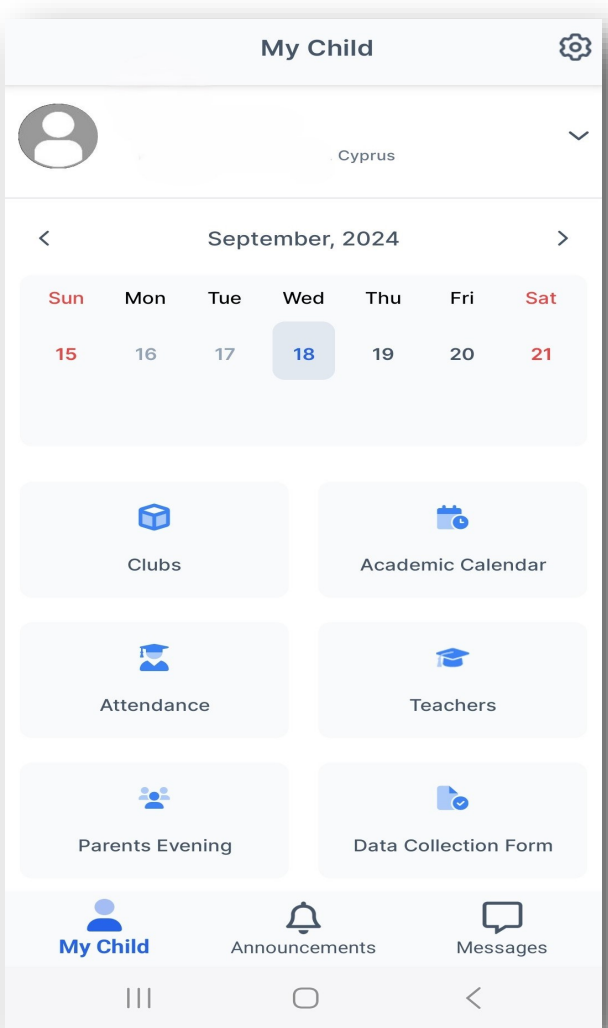 My Child
Cyprus
September, 2024
Sun Mon Tue Wed Thu Fri Sat
15 16 17 18 19 20 21
Clubs
Academic Calendar
Attendance
Teachers
Parents Evening
Data Collection Form
My Child
Announcements
Messages